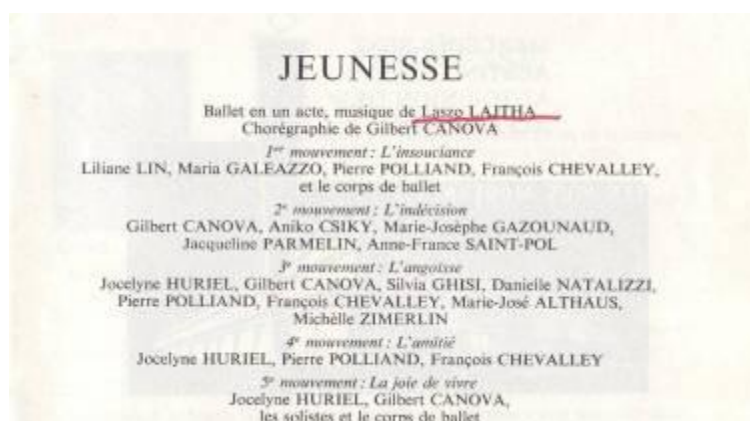 JEUNESSE
Ballet en un acte, musique de Laszo LAJTHA
Chorégraphie de Gilbert CANOVA
1er mouvement : L'insouciance
Liliane LIN, Maria GALEAZZO, Pierre POLLIAND, François CHEVALLEY,
et le corps de ballet
2e mouvement : L'indécision
Gilbert CANOVA, Aniko CSIKY, Marie-Josèphe GAZOUNAUD,
Jacqueline PARMELIN, Anne-France SAINT-POL
3e mouvement : L'angoisse
Jocelyne HURIEL, Gilbert CANOVA, Silvia GHISI, Danielle NATALIZZI,
Pierre POLLIAND, François CHEVALLEY, Marie-José ALTHAUS,
Michèlle ZIMERLIN
4e mouvement : L'amitié
Jocelyne HURIEL, Pierre POLLIAND, François CHEVALLEY
5e mouvement : La joie de vivre
Jocelyne HURIEL, Gilbert CANOVA,
les solistes et le corps de ballet